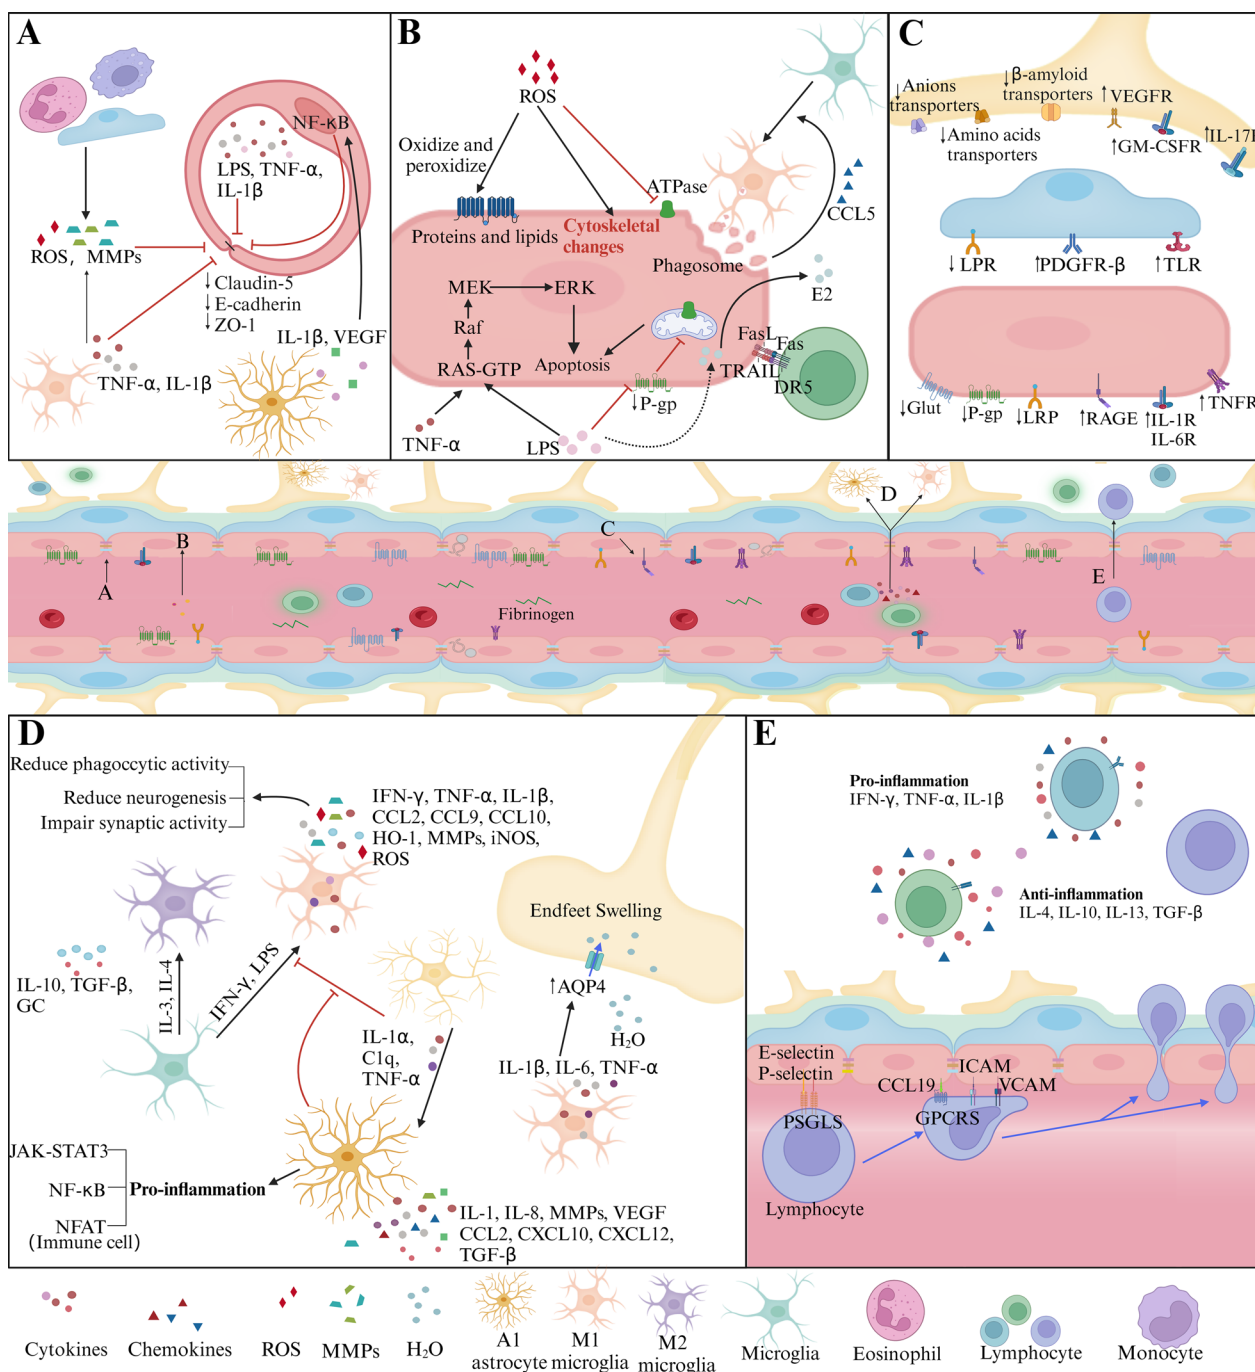 A
NF-κB
LPS, TNF-α,
IL-1β
ROS, MMPs
↓Claudin-5
↓E-cadherin
↓ZO-1
IL-1β, VEGF
TNF-α, IL-1β
B
ROS
Oxidize and
peroxidize
ATPase
CCL5
Proteins and lipids
Cytoskeletal
changes
Phagosome
MEK
ERK
E2
Raf
FasL
Fas
Apoptosis
RAS-GTP
TRAIL
DR5
↓P-gp
TNF-α
LPS
C
↓Anions
transporters
↓β-amyloid
transporters
↑VEGFR
↓Amino acids
transporters
↑GM-CSFR
↑IL-17R
↓LPR
↑PDGFR-β
↑TLR
↓Glut
↓P-gp
↓LRP
↑RAGE
↑IL-1R
IL-6R
↑TNFR
D
C
B
A
E
Fibrinogen
D
Reduce phagoccytic activity
Reduce neurogenesis
Impair synaptic activity
IFN-γ, TNF-α, IL-1β,
CCL2, CCL9, CCL10,
HO-1, MMPs, iNOS,
ROS
Endfeet Swelling
IL-10, TGF-β,
GC
IL-3, IL-4
IFN-γ, LPS
↑AQP4
H₂O
IL-1α,
C1q,
TNF-α
IL-1β, IL-6, TNF-α
JAK-STAT3
NF-κB
Pro-inflammation
NFAT
(Immune cell)
IL-1, IL-8, MMPs, VEGF
CCL2, CXCL10, CXCL12,
TGF-β
E
Pro-inflammation
IFN-γ, TNF-α, IL-1β
Anti-inflammation
IL-4, IL-10, IL-13, TGF-β
E-selectin
P-selectin
CCL19
ICAM
VCAM
PSGLS
GPCRS
Lymphocyte
Cytokines
Chemokines
ROS
MMPs
H₂O
A1
astrocyte
M1
microglia
M2
microglia
Microglia
Eosinophil
Lymphocyte
Monocyte